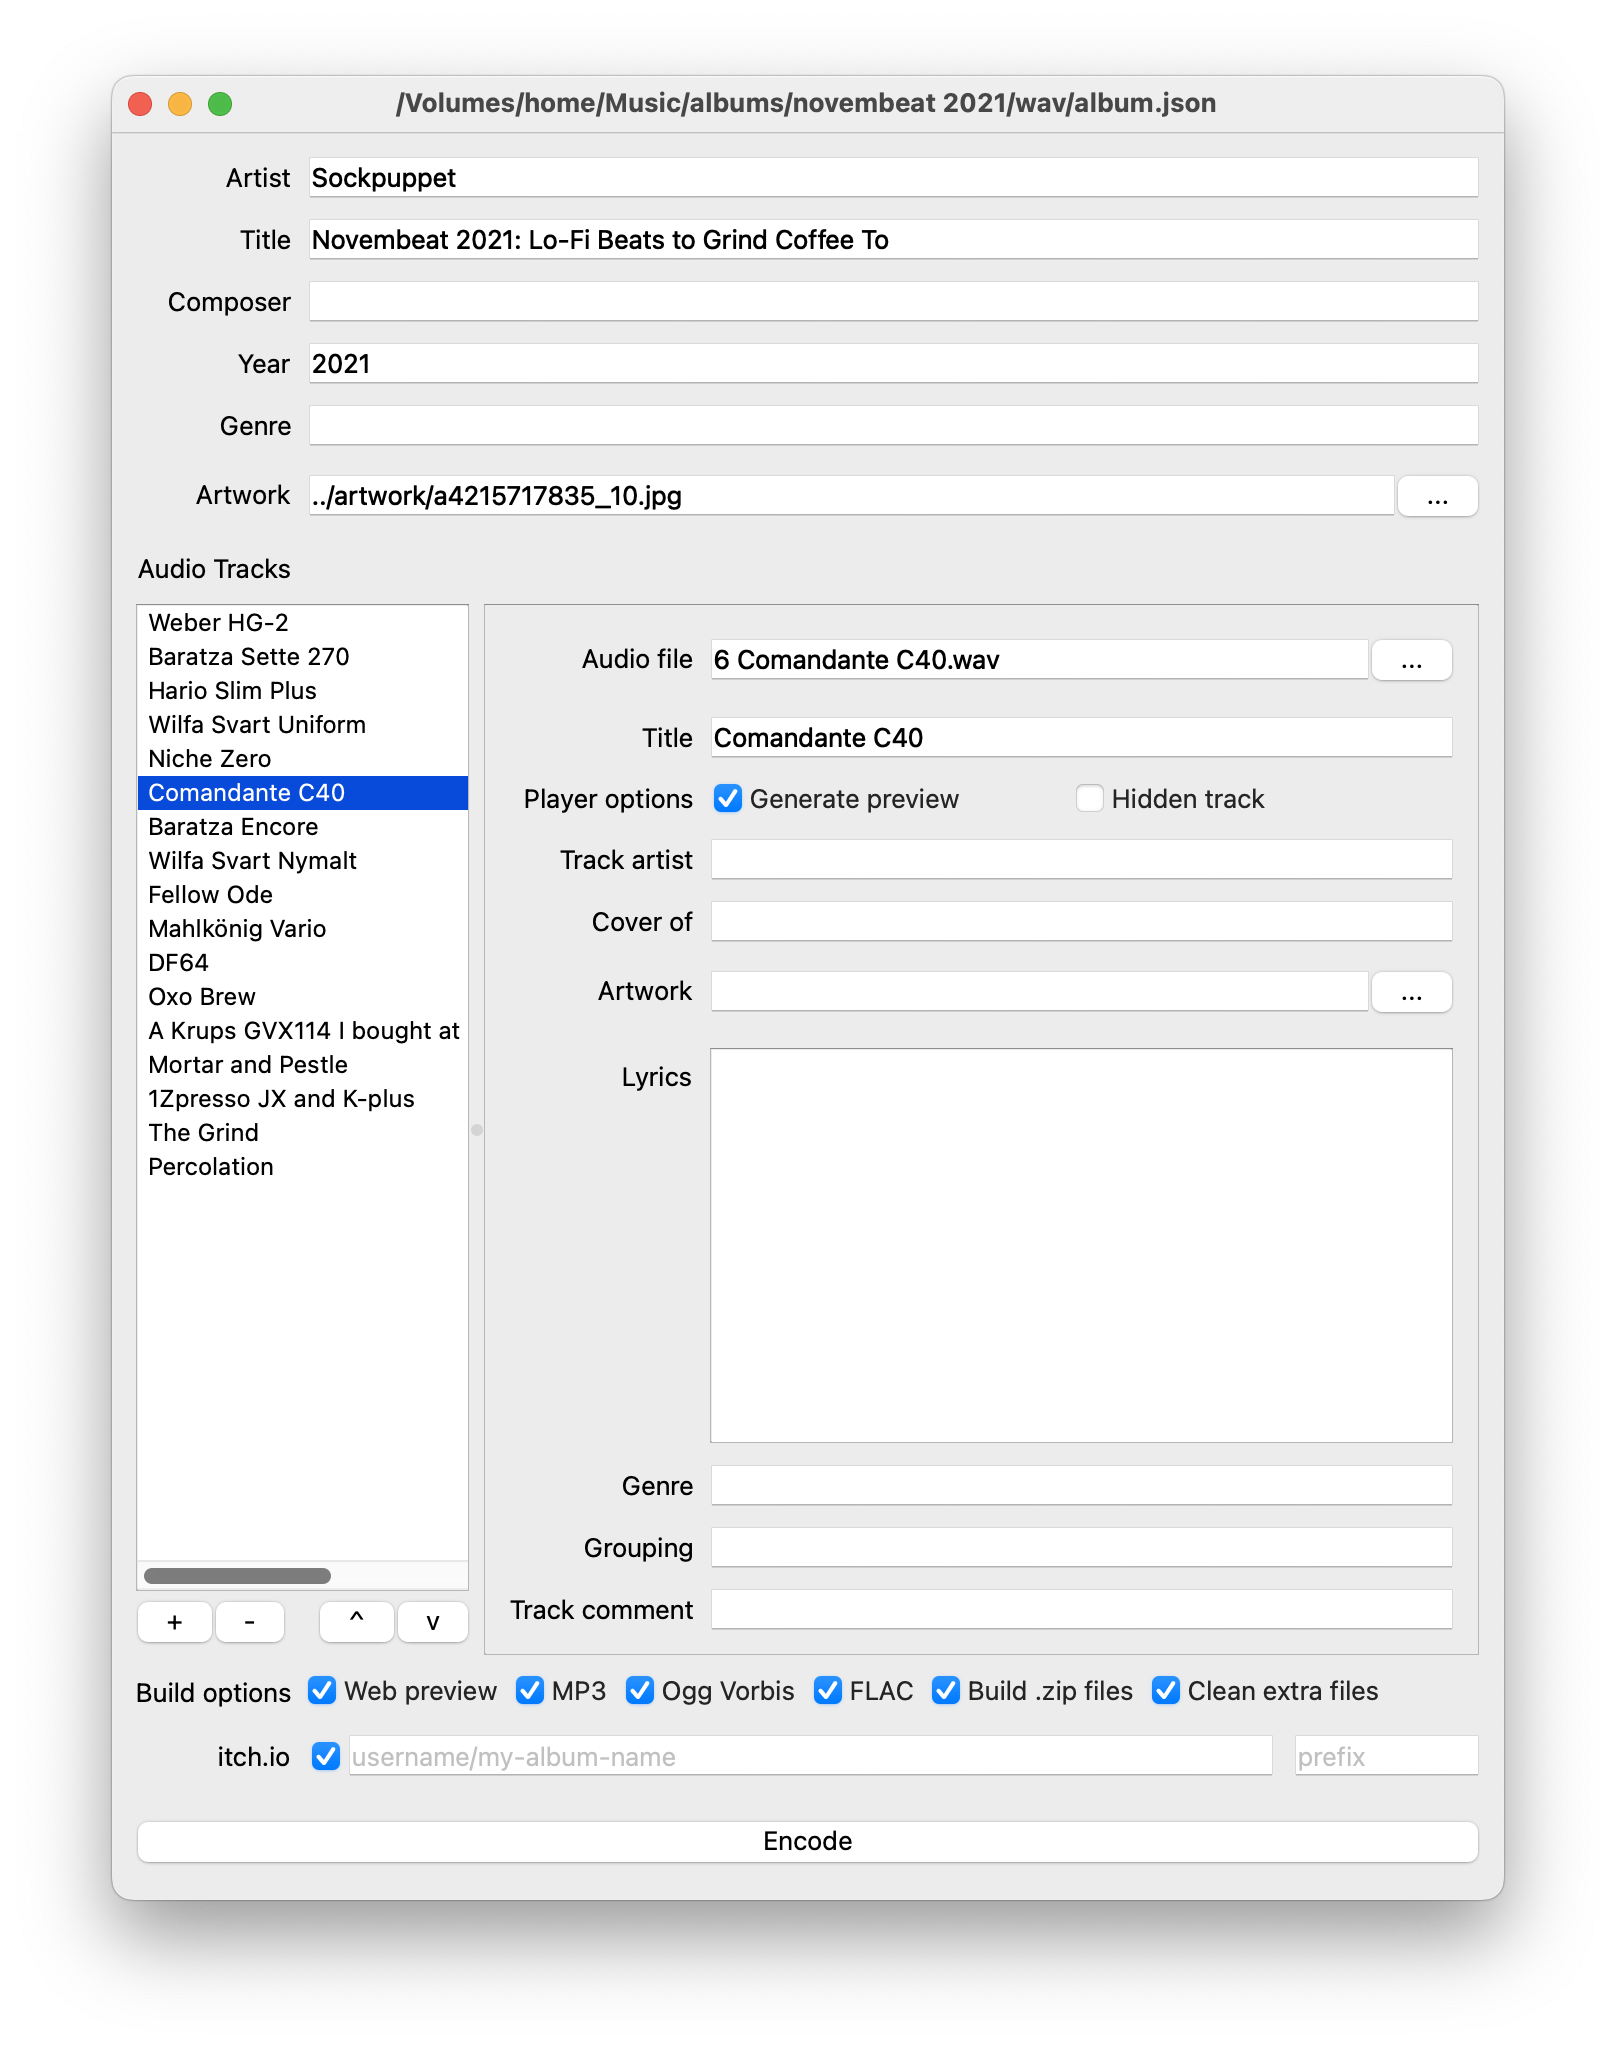 /Volumes/home/Music/albums/novembeat 2021/wav/album.json
Artist Sockpuppet
Title Novembeat 2021: Lo-Fi Beats to Grind Coffee To
Composer
Year 2021
Genre
Artwork ../artwork/a4215717835_10.jpg ...
Audio Tracks
Weber HG-2
Baratza Sette 270
Hario Slim Plus
Wilfa Svart Uniform
Niche Zero
Comandante C40
Baratza Encore
Wilfa Svart Nymalt
Fellow Ode
Mahlkönig Vario
DF64
Oxo Brew
A Krups GVX114 I bought at
Mortar and Pestle
1Zpresso JX and K-plus
The Grind
Percolation
+ - ^ v
Audio file 6 Comandante C40.wav ...
Title Comandante C40
Player options Generate preview Hidden track
Track artist
Cover of
Artwork ...
Lyrics
Genre
Grouping
Track comment
Build options Web preview MP3 Ogg Vorbis FLAC Build .zip files Clean extra files
itch.io username/my-album-name prefix
Encode